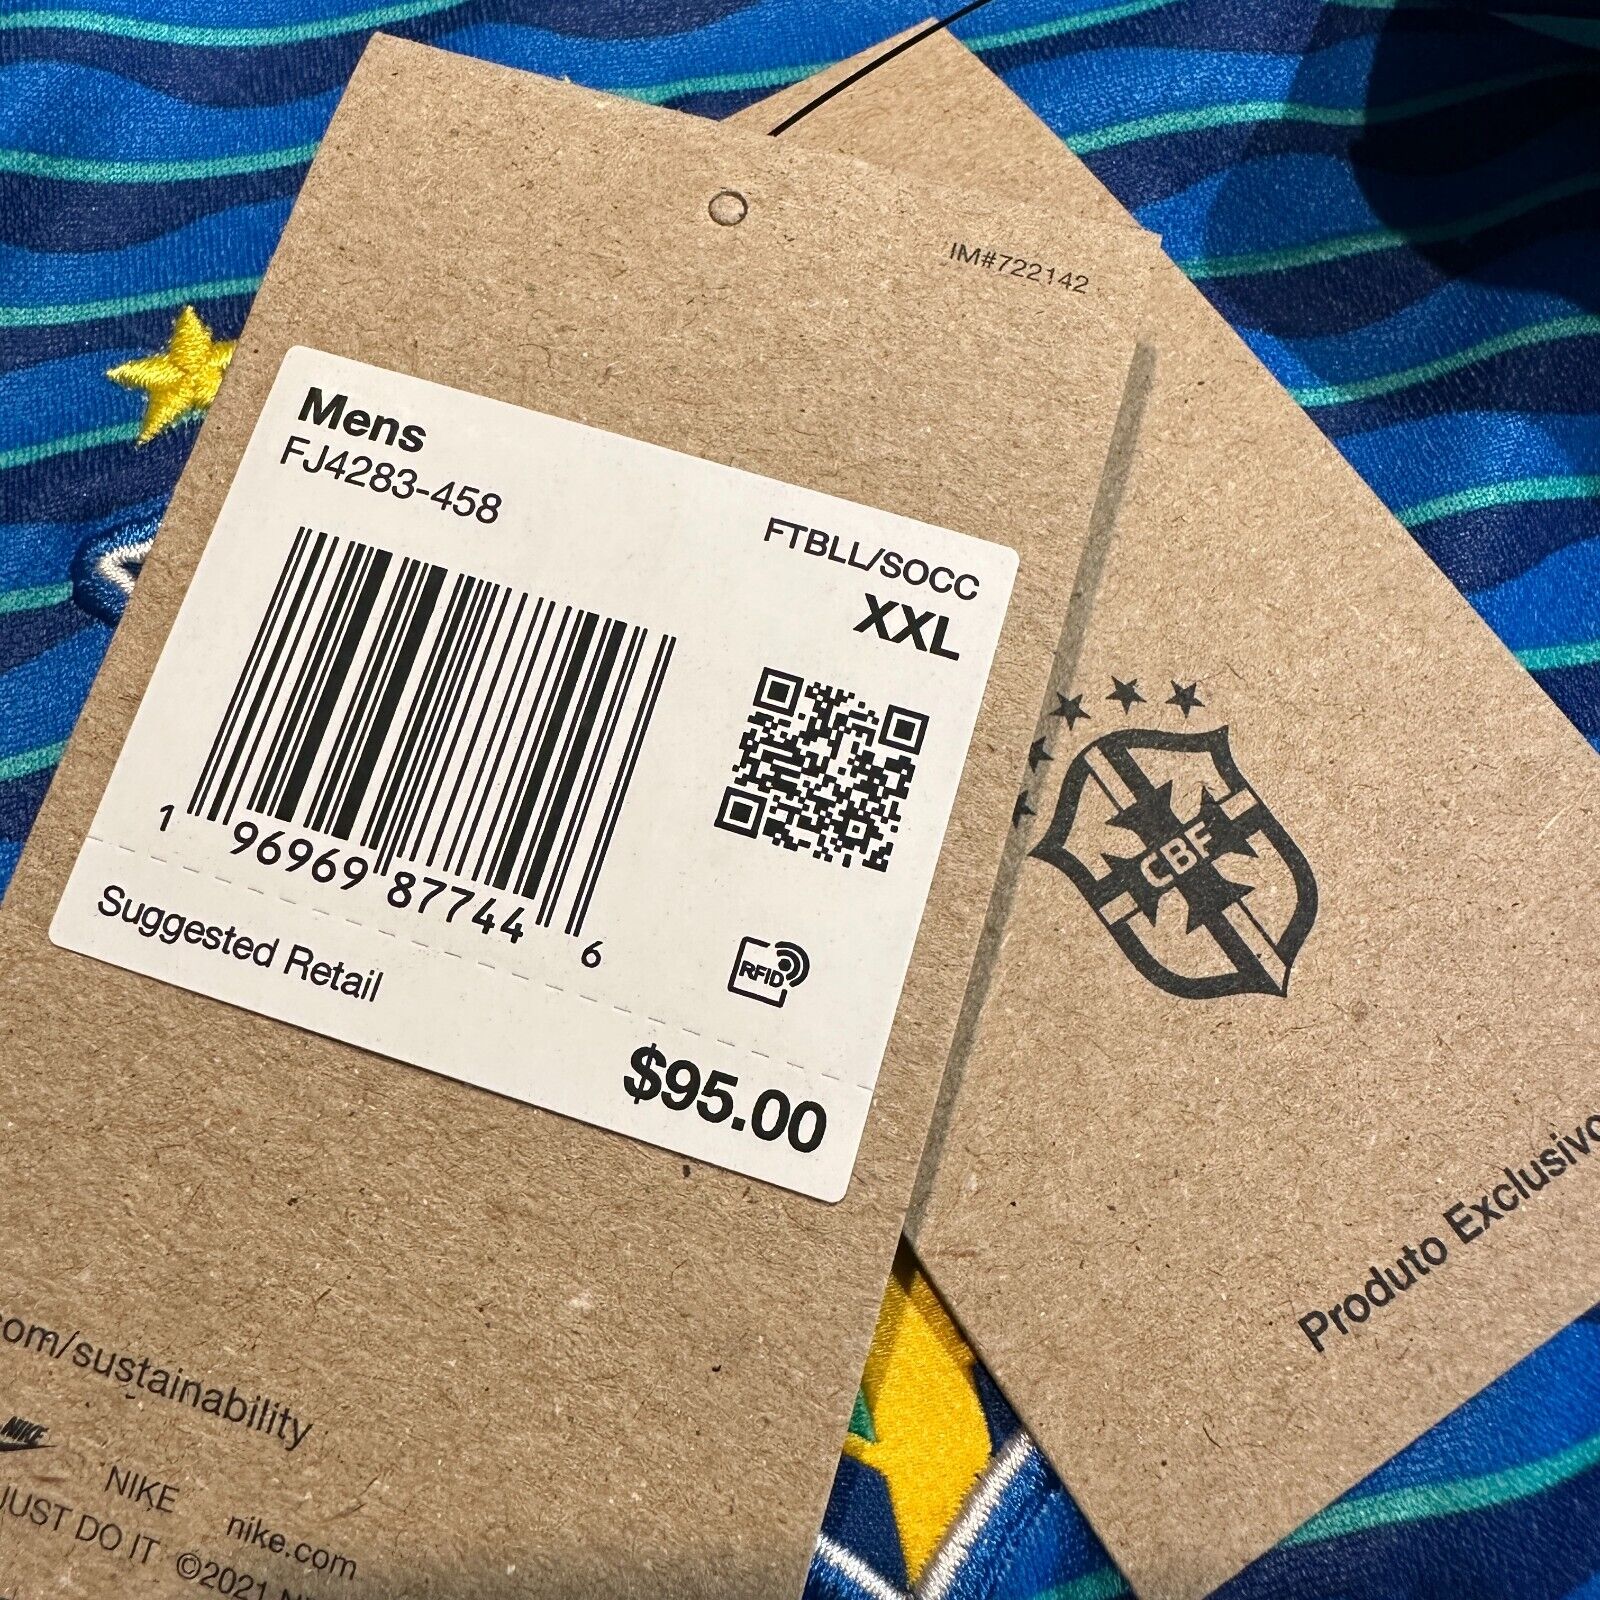 IM#722142
Mens
FJ4283-458
FTBLL/SOCC
XXL
1 96969 87744 6
RFID
Suggested Retail
$95.00
com/sustainability
NIKE
NIKE
nike.com
JUST DO IT
©2021
CBF
Produto Exclusivo